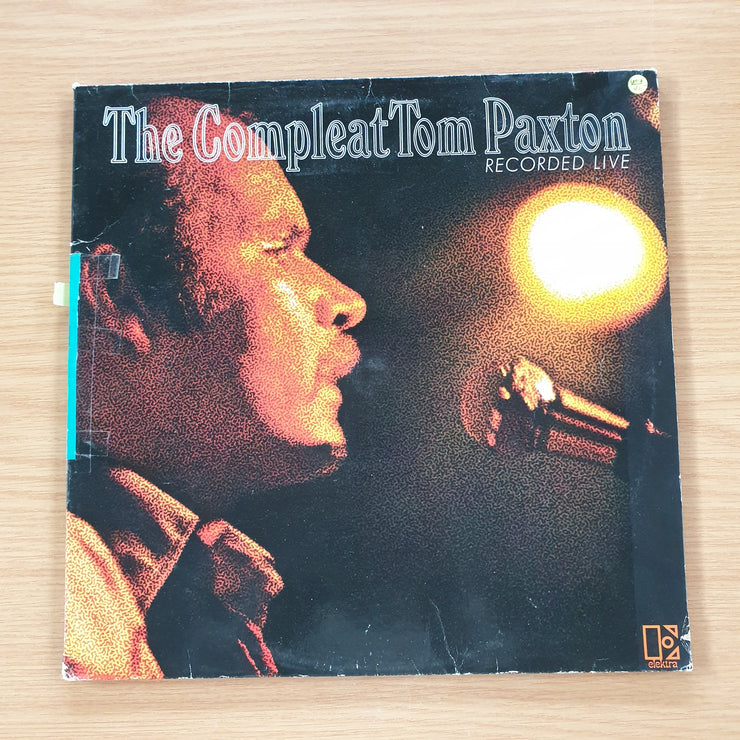 The Compleat Tom Paxton
RECORDED LIVE
elektra